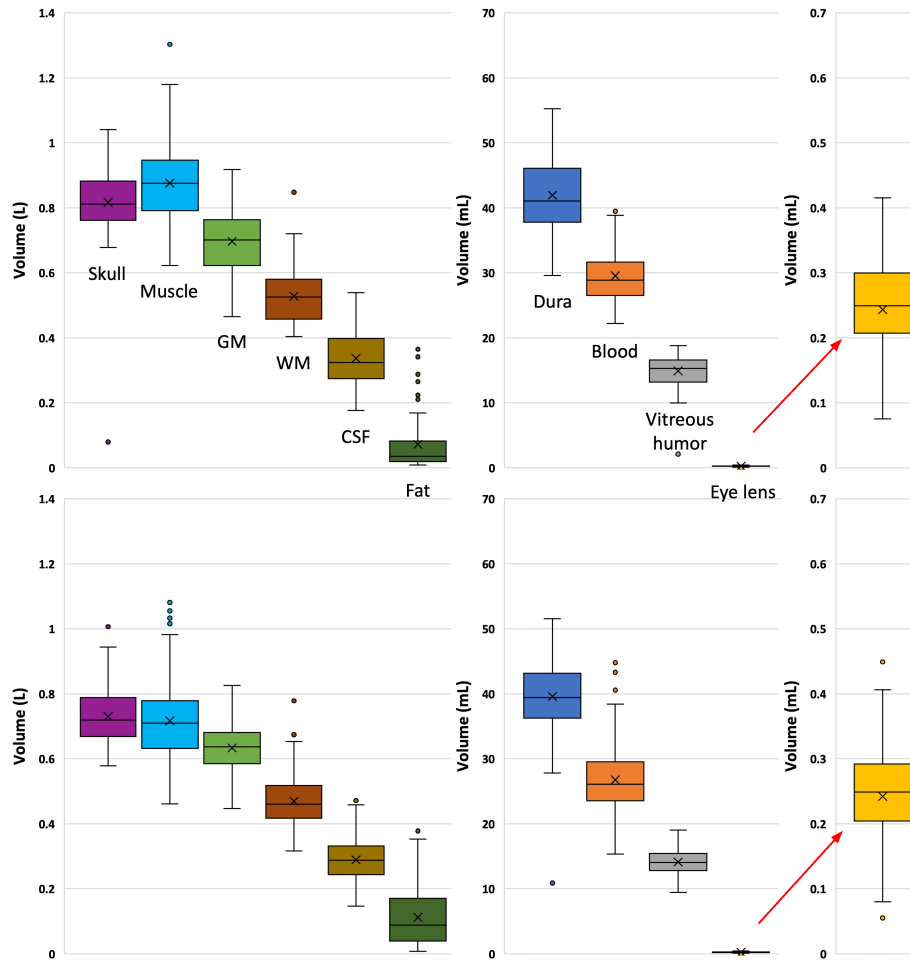 1.4
1.2
1
0.8
0.6
0.4
0.2
0
Volume (L)
Skull
Muscle
GM
WM
CSF
Fat
70
60
50
40
30
20
10
0
Volume (mL)
Dura
Blood
Vitreous
humor
Eye lens
0.7
0.6
0.5
0.4
0.3
0.2
0.1
0
Volume (mL)
1.4
1.2
1
0.8
0.6
0.4
0.2
0
Volume (L)
70
60
50
40
30
20
10
0
Volume (mL)
0.7
0.6
0.5
0.4
0.3
0.2
0.1
0
Volume (mL)